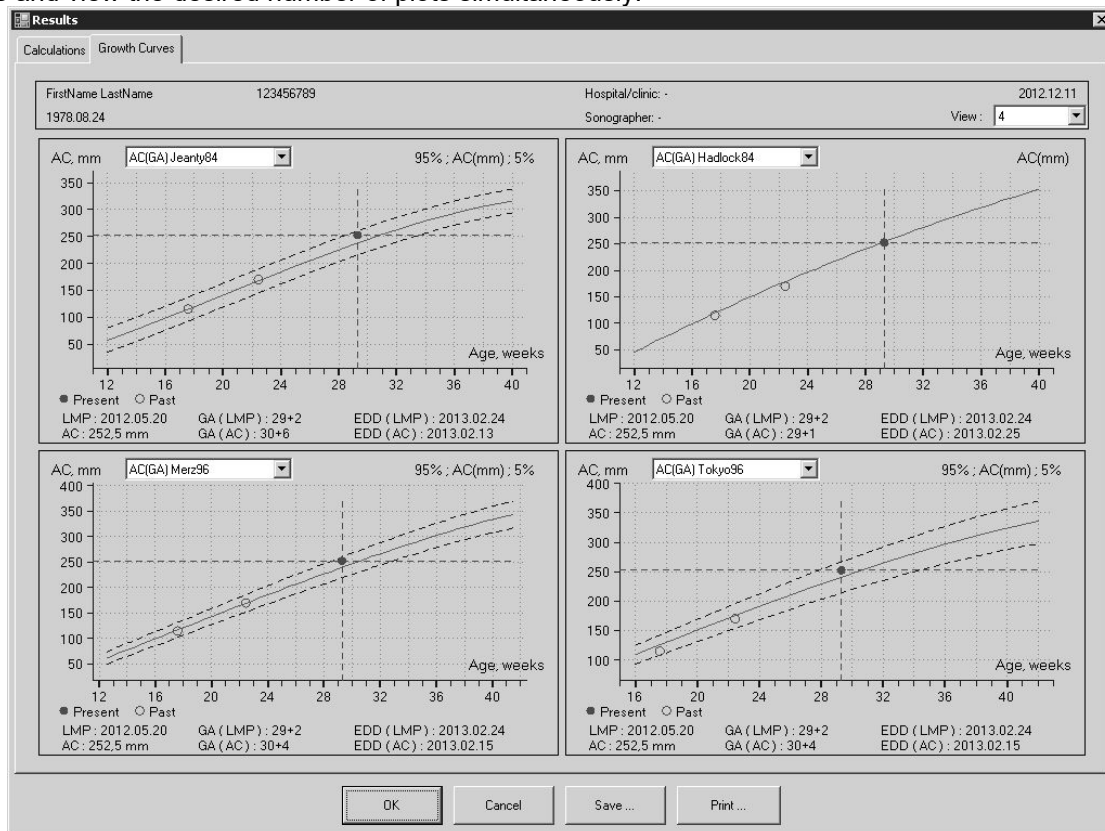 and view the desired number of plots simultaneously.
Results
Calculations Growth Curves
FirstName LastName 123456789 Hospital/clinic: - 2012.12.11
1978.08.24 Sonographer: - View : 4
AC, mm AC(GA) Jeanty84 95% ; AC(mm) ; 5%
350
300
250
200
150
100
50
Age, weeks
12 16 20 24 28 32 36 40
Present Past
LMP : 2012.05.20 GA ( LMP ) : 29+2 EDD ( LMP ) : 2013.02.24
AC : 252,5 mm GA ( AC ) : 30+6 EDD ( AC ) : 2013.02.13
AC, mm AC(GA) Hadlock84 AC(mm)
350
300
250
200
150
100
50
Age, weeks
12 16 20 24 28 32 36 40
Present Past
LMP : 2012.05.20 GA ( LMP ) : 29+2 EDD ( LMP ) : 2013.02.24
AC : 252,5 mm GA ( AC ) : 29+1 EDD ( AC ) : 2013.02.25
AC, mm AC(GA) Merz96 95% ; AC(mm) ; 5%
400
350
300
250
200
150
100
50
Age, weeks
12 16 20 24 28 32 36 40
Present Past
LMP : 2012.05.20 GA ( LMP ) : 29+2 EDD ( LMP ) : 2013.02.24
AC : 252,5 mm GA ( AC ) : 30+4 EDD ( AC ) : 2013.02.15
AC, mm AC(GA) Tokyo96 95% ; AC(mm) ; 5%
400
350
300
250
200
150
100
Age, weeks
16 20 24 28 32 36 40
Present Past
LMP : 2012.05.20 GA ( LMP ) : 29+2 EDD ( LMP ) : 2013.02.24
AC : 252,5 mm GA ( AC ) : 30+4 EDD ( AC ) : 2013.02.15
OK Cancel Save ... Print ...